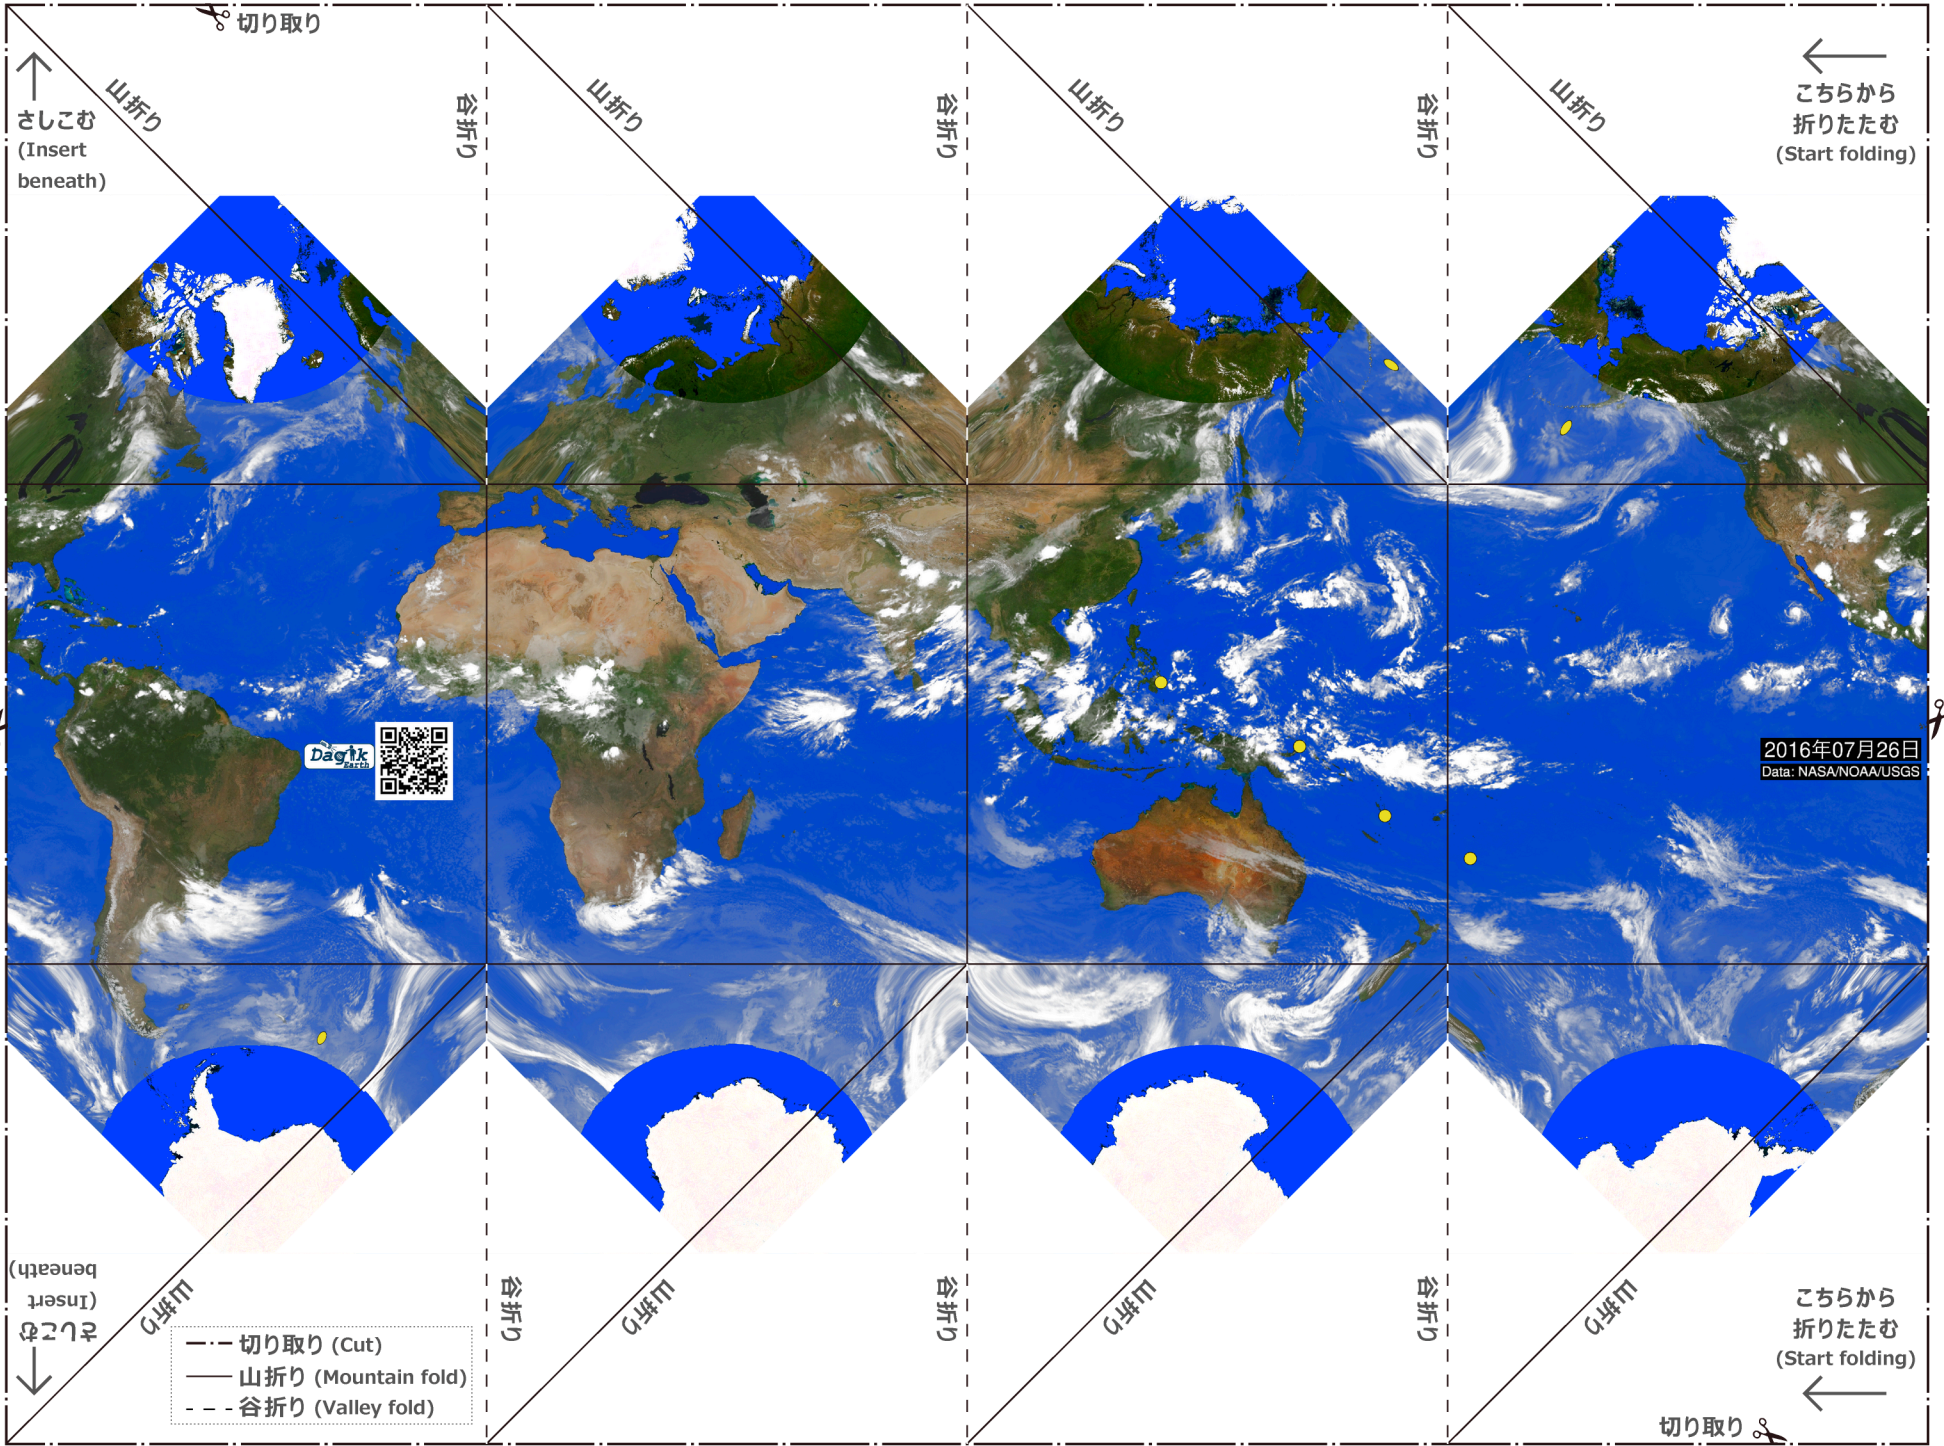 切り取り
山折り
谷折り
山折り
谷折り
山折り
谷折り
山折り
さしこむ
(Insert
beneath)
こちらから
折りたたむ
(Start folding)
Dagik
Earth
2016年07月26日
Data: NASA/NOAA/USGS
さしこむ
(Insert
beneath)
山折り
谷折り
山折り
谷折り
山折り
谷折り
山折り
切り取り (Cut)
山折り (Mountain fold)
谷折り (Valley fold)
こちらから
折りたたむ
(Start folding)
切り取り